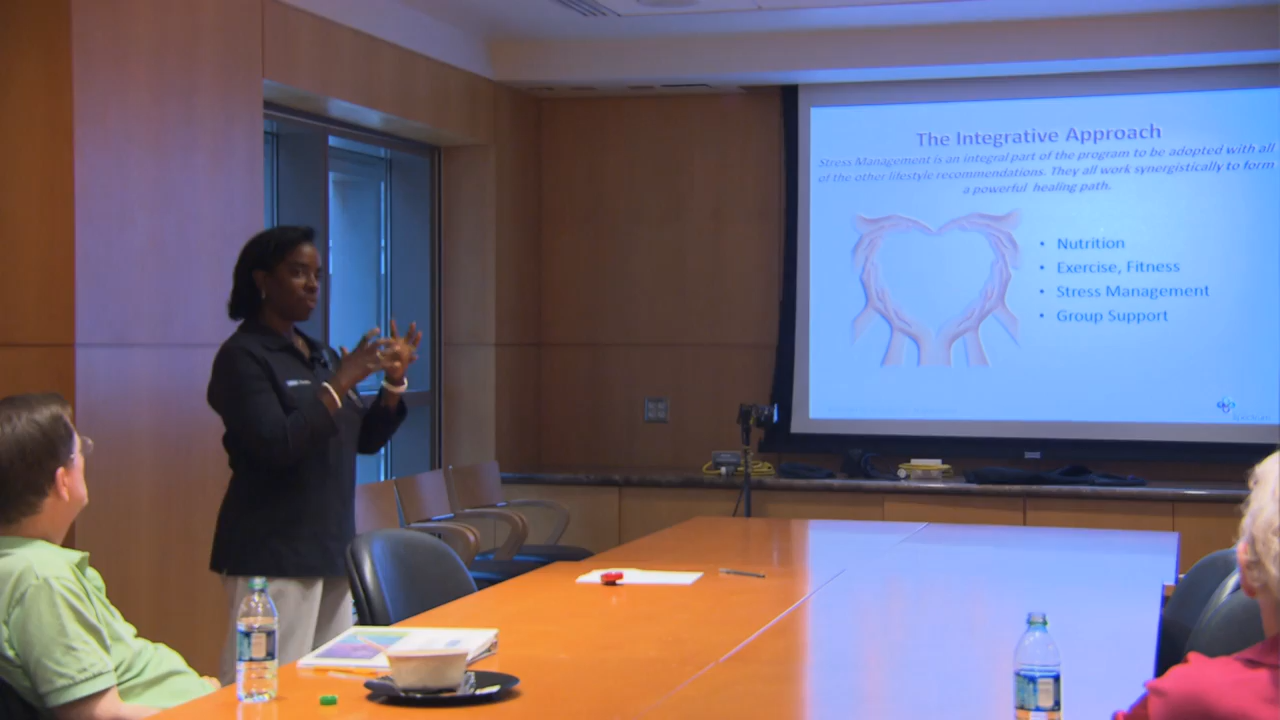 The Integrative Approach
Stress Management is an integral part of the program to be adopted with all
of the other lifestyle recommendations. They all work synergistically to form
a powerful healing path.
• Nutrition
• Exercise, Fitness
• Stress Management
• Group Support